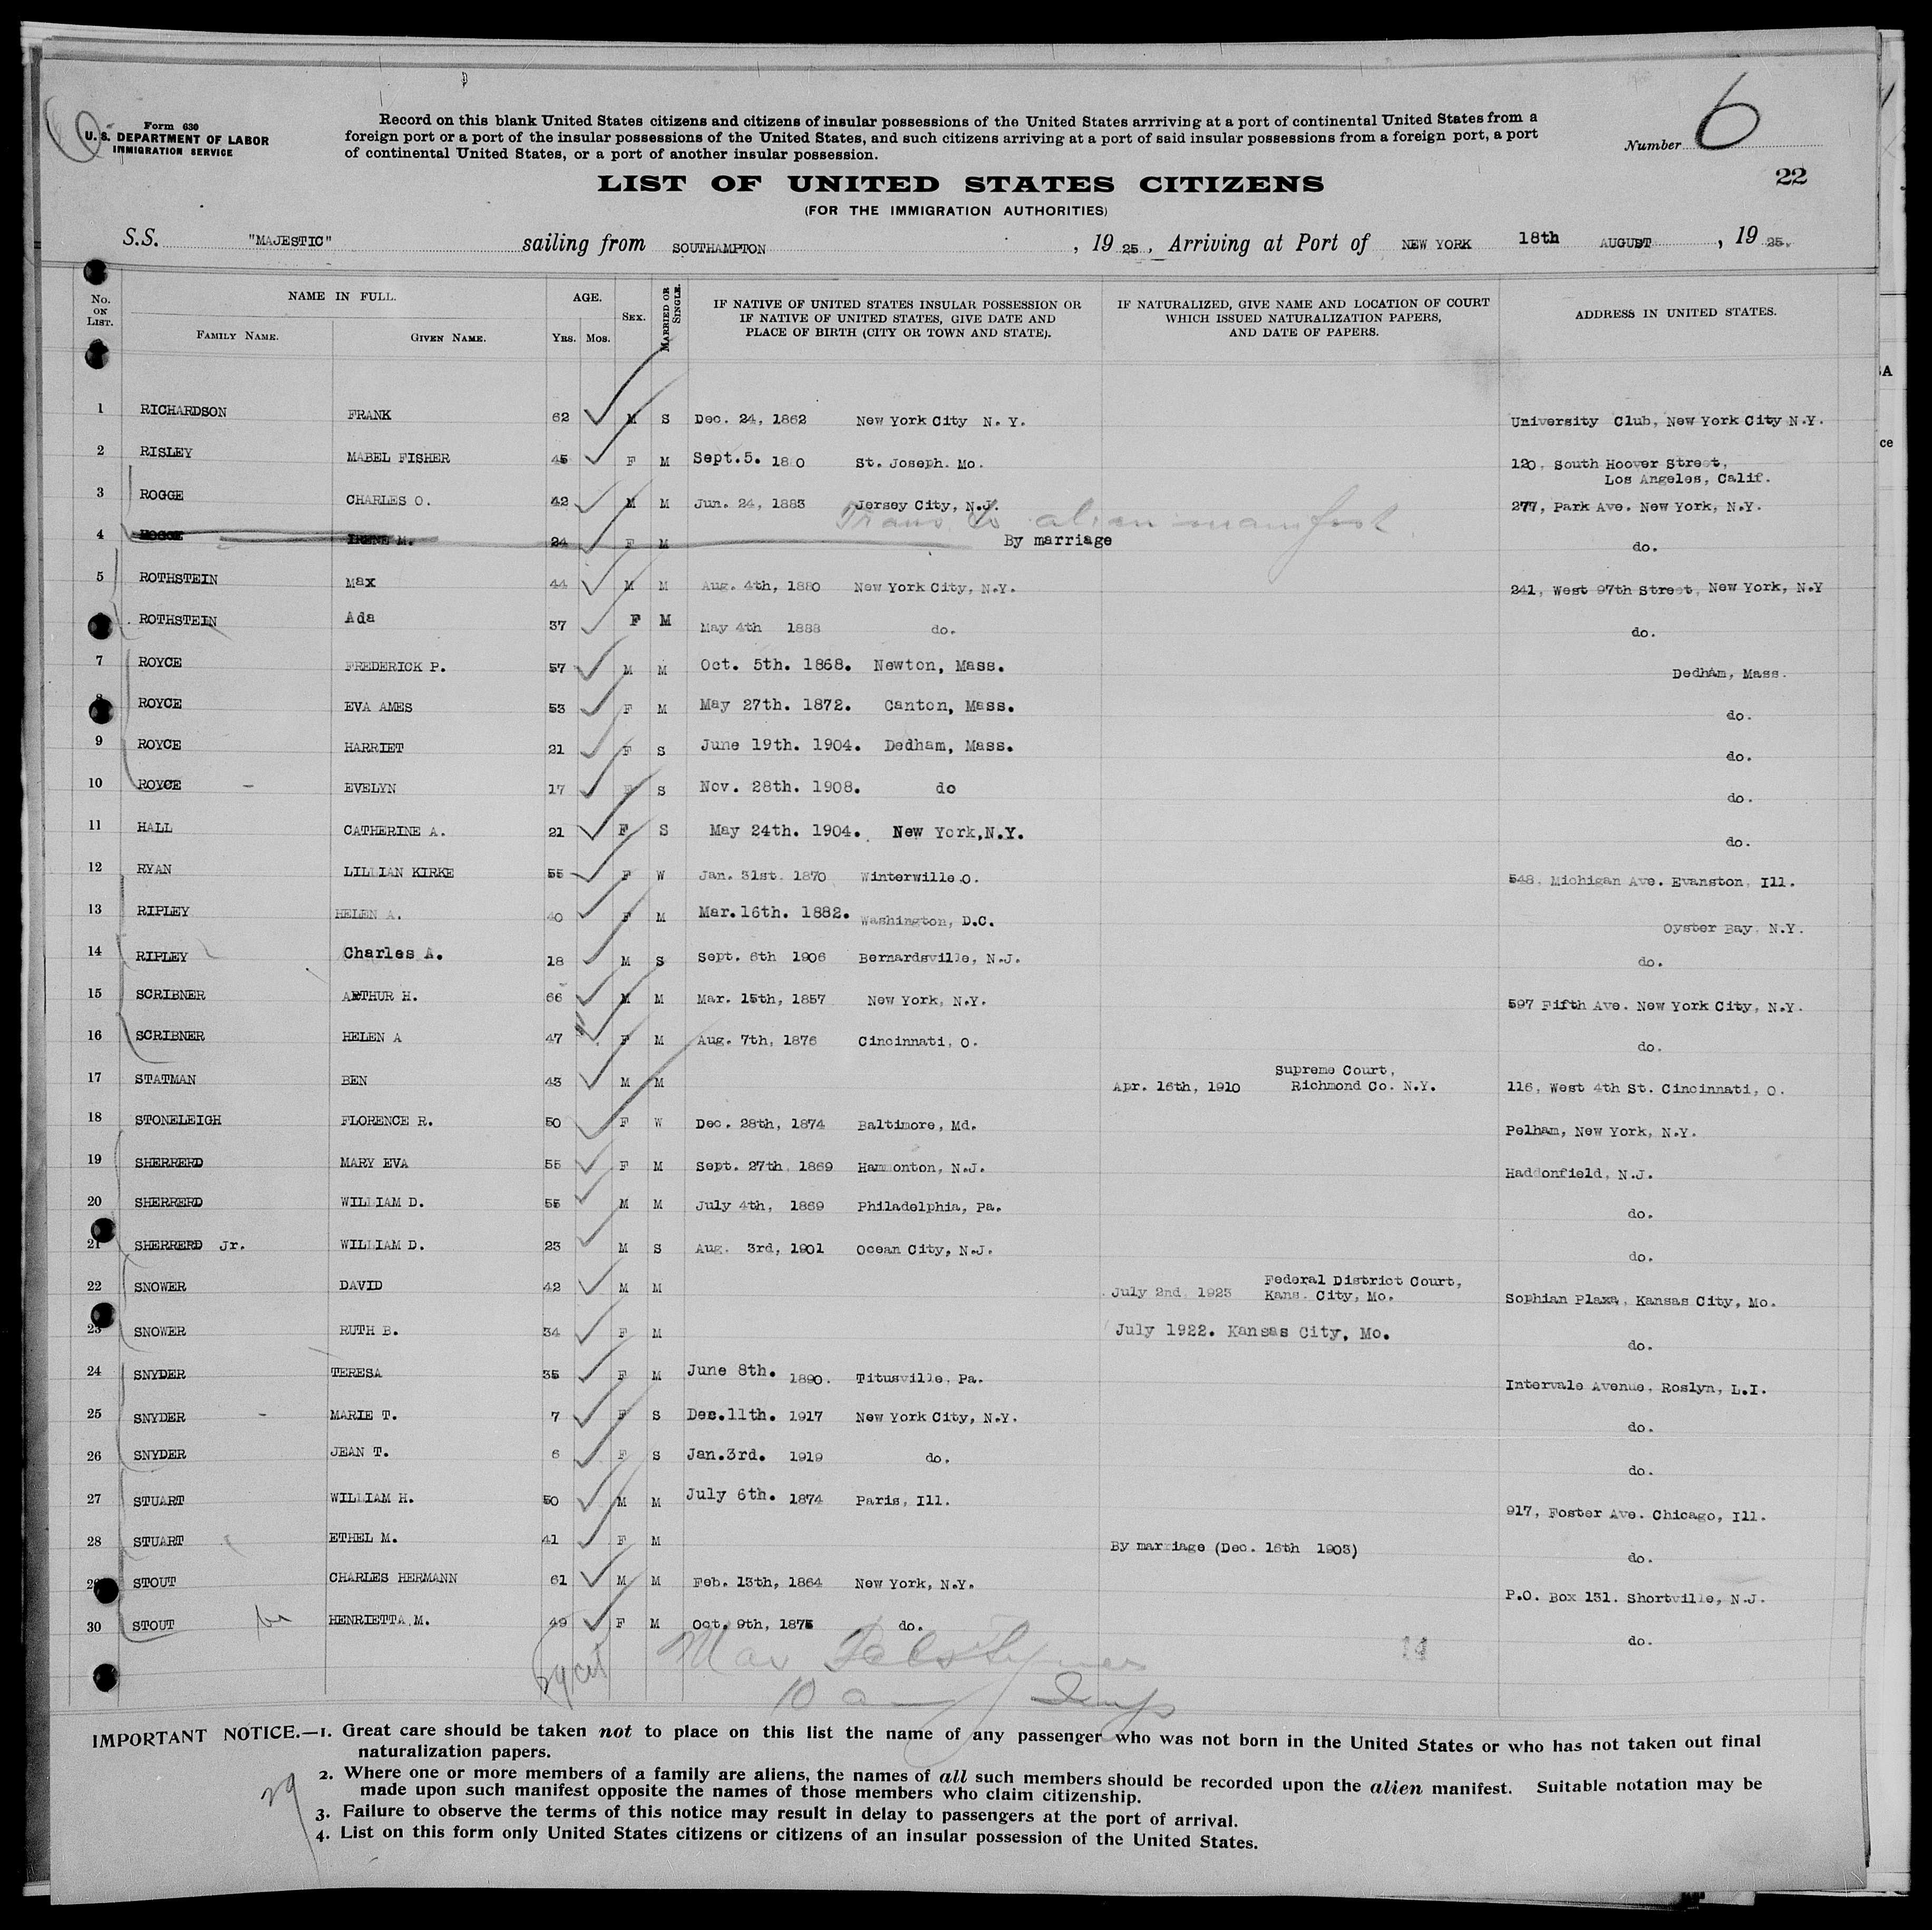 Form 630
U. S. DEPARTMENT OF LABOR
IMMIGRATION SERVICE
Record on this blank United States citizens and citizens of insular possessions of the United States arrriving at a port of continental United States from a
foreign port or a port of the insular possessions of the United States, and such citizens arriving at a port of said insular possessions from a foreign port, a port
of continental United States, or a port of another insular possession.
Number 6
22
LIST OF UNITED STATES CITIZENS
(FOR THE IMMIGRATION AUTHORITIES)
S.S. "MAJESTIC" sailing from SOUTHAMPTON , 19 25, Arriving at Port of NEW YORK 18th AUGUST , 19 25.
No. ON LIST. NAME IN FULL. FAMILY NAME. GIVEN NAME. AGE. YRS. MOS. SEX. MARRIED OR SINGLE. IF NATIVE OF UNITED STATES INSULAR POSSESSION OR IF NATIVE OF UNITED STATES, GIVE DATE AND PLACE OF BIRTH (CITY OR TOWN AND STATE). IF NATURALIZED, GIVE NAME AND LOCATION OF COURT WHICH ISSUED NATURALIZATION PAPERS, AND DATE OF PAPERS. ADDRESS IN UNITED STATES.
1 RICHARDSON FRANK 62 M S Dec. 24, 1862 New York City N. Y. University Club, New York City N.Y.
2 RISLEY MABEL FISHER 45 F M Sept.5. 1880 St. Joseph. Mo. 120, South Hoover Street,
Los Angeles, Calif.
3 ROGGE CHARLES O. 42 M M Jun. 24, 1883 Jersey City, N.J. 277, Park Ave. New York, N.Y.
Trans. to alien manifest
4 ROGGE IRENE M. 24 F M By marriage do.
5 ROTHSTEIN Max 44 M M Aug. 4th, 1880 New York City, N.Y. 241, West 97th Street, New York, N.Y
ROTHSTEIN Ada 37 F M May 4th 1888 do. do.
7 ROYCE FREDERICK P. 57 M M Oct. 5th. 1868. Newton, Mass. Dedham, Mass.
8 ROYCE EVA AMES 53 F M May 27th. 1872. Canton, Mass. do.
9 ROYCE HARRIET 21 F S June 19th. 1904. Dedham, Mass. do.
10 ROYCE - EVELYN 17 F S Nov. 28th. 1908. do do.
11 HALL CATHERINE A. 21 F S May 24th. 1904. New York,N.Y. do.
12 RYAN LILLIAN KIRKE 55 F W Jan. 31st. 1870 Winterwille.O. 548, Michigan Ave. Evanston, Ill.
13 RIPLEY HELEN A. 40 F M Mar.16th. 1882. Washington, D.C. Oyster Bay. N.Y.
14 RIPLEY Charles A. 18 M S Sept. 6th 1906 Bernardsville, N.J. do.
15 SCRIBNER ARTHUR H. 66 M M Mar. 15th, 1857 New York, N.Y. 597 Fifth Ave. New York City, N.Y.
16 SCRIBNER HELEN A 47 F M Aug. 7th, 1876 Cincinnati, O. do.
17 STATMAN BEN 43 M M Apr. 16th, 1910 Supreme Court, Richmond Co. N.Y. 116, West 4th St. Cincinnati, O.
18 STONELEIGH FLORENCE R. 50 F W Dec. 28th, 1874 Baltimore, Md. Pelham, New York, N.Y.
19 SHERRERD MARY EVA 55 F M Sept. 27th, 1869 Hammonton, N.J. Haddonfield, N.J.
20 SHERRERD WILLIAM D. 55 M M July 4th, 1869 Philadelphia, Pa. do.
21 SHERRERD Jr. WILLIAM D. 23 M S Aug. 3rd, 1901 Ocean City, N.J. do.
22 SNOWER DAVID 42 M M July 2nd. 1923 Federal District Court, Kans. City, Mo. Sophian Plaza, Kansas City, Mo.
23 SNOWER RUTH B. 34 F M July 1922. Kansas City, Mo. do.
24 SNYDER TERESA 35 F M June 8th. 1890. Titusville, Pa. Intervale Avenue, Roslyn, L.I.
25 SNYDER - MARIE T. 7 F S Dec.11th. 1917 New York City, N.Y. do.
26 SNYDER JEAN T. 6 F S Jan.3rd. 1919 do. do.
27 STUART WILLIAM H. 50 M M July 6th. 1874 Paris, Ill. 917, Foster Ave. Chicago, Ill.
28 STUART ETHEL M. 41 F M By marriage (Dec. 16th 1903) do.
29 STOUT CHARLES HERMANN 61 M M Feb. 13th, 1864 New York, N.Y. P.O. Box 131. Shortville, N.J.
30 STOUT HENRIETTA M. 49 F M Oct. 9th, 1875 do. do.
14
10 a
IMPORTANT NOTICE.—1. Great care should be taken not to place on this list the name of any passenger who was not born in the United States or who has not taken out final
naturalization papers.
2. Where one or more members of a family are aliens, the names of all such members should be recorded upon the alien manifest. Suitable notation may be
made upon such manifest opposite the names of those members who claim citizenship.
3. Failure to observe the terms of this notice may result in delay to passengers at the port of arrival.
4. List on this form only United States citizens or citizens of an insular possession of the United States.
29